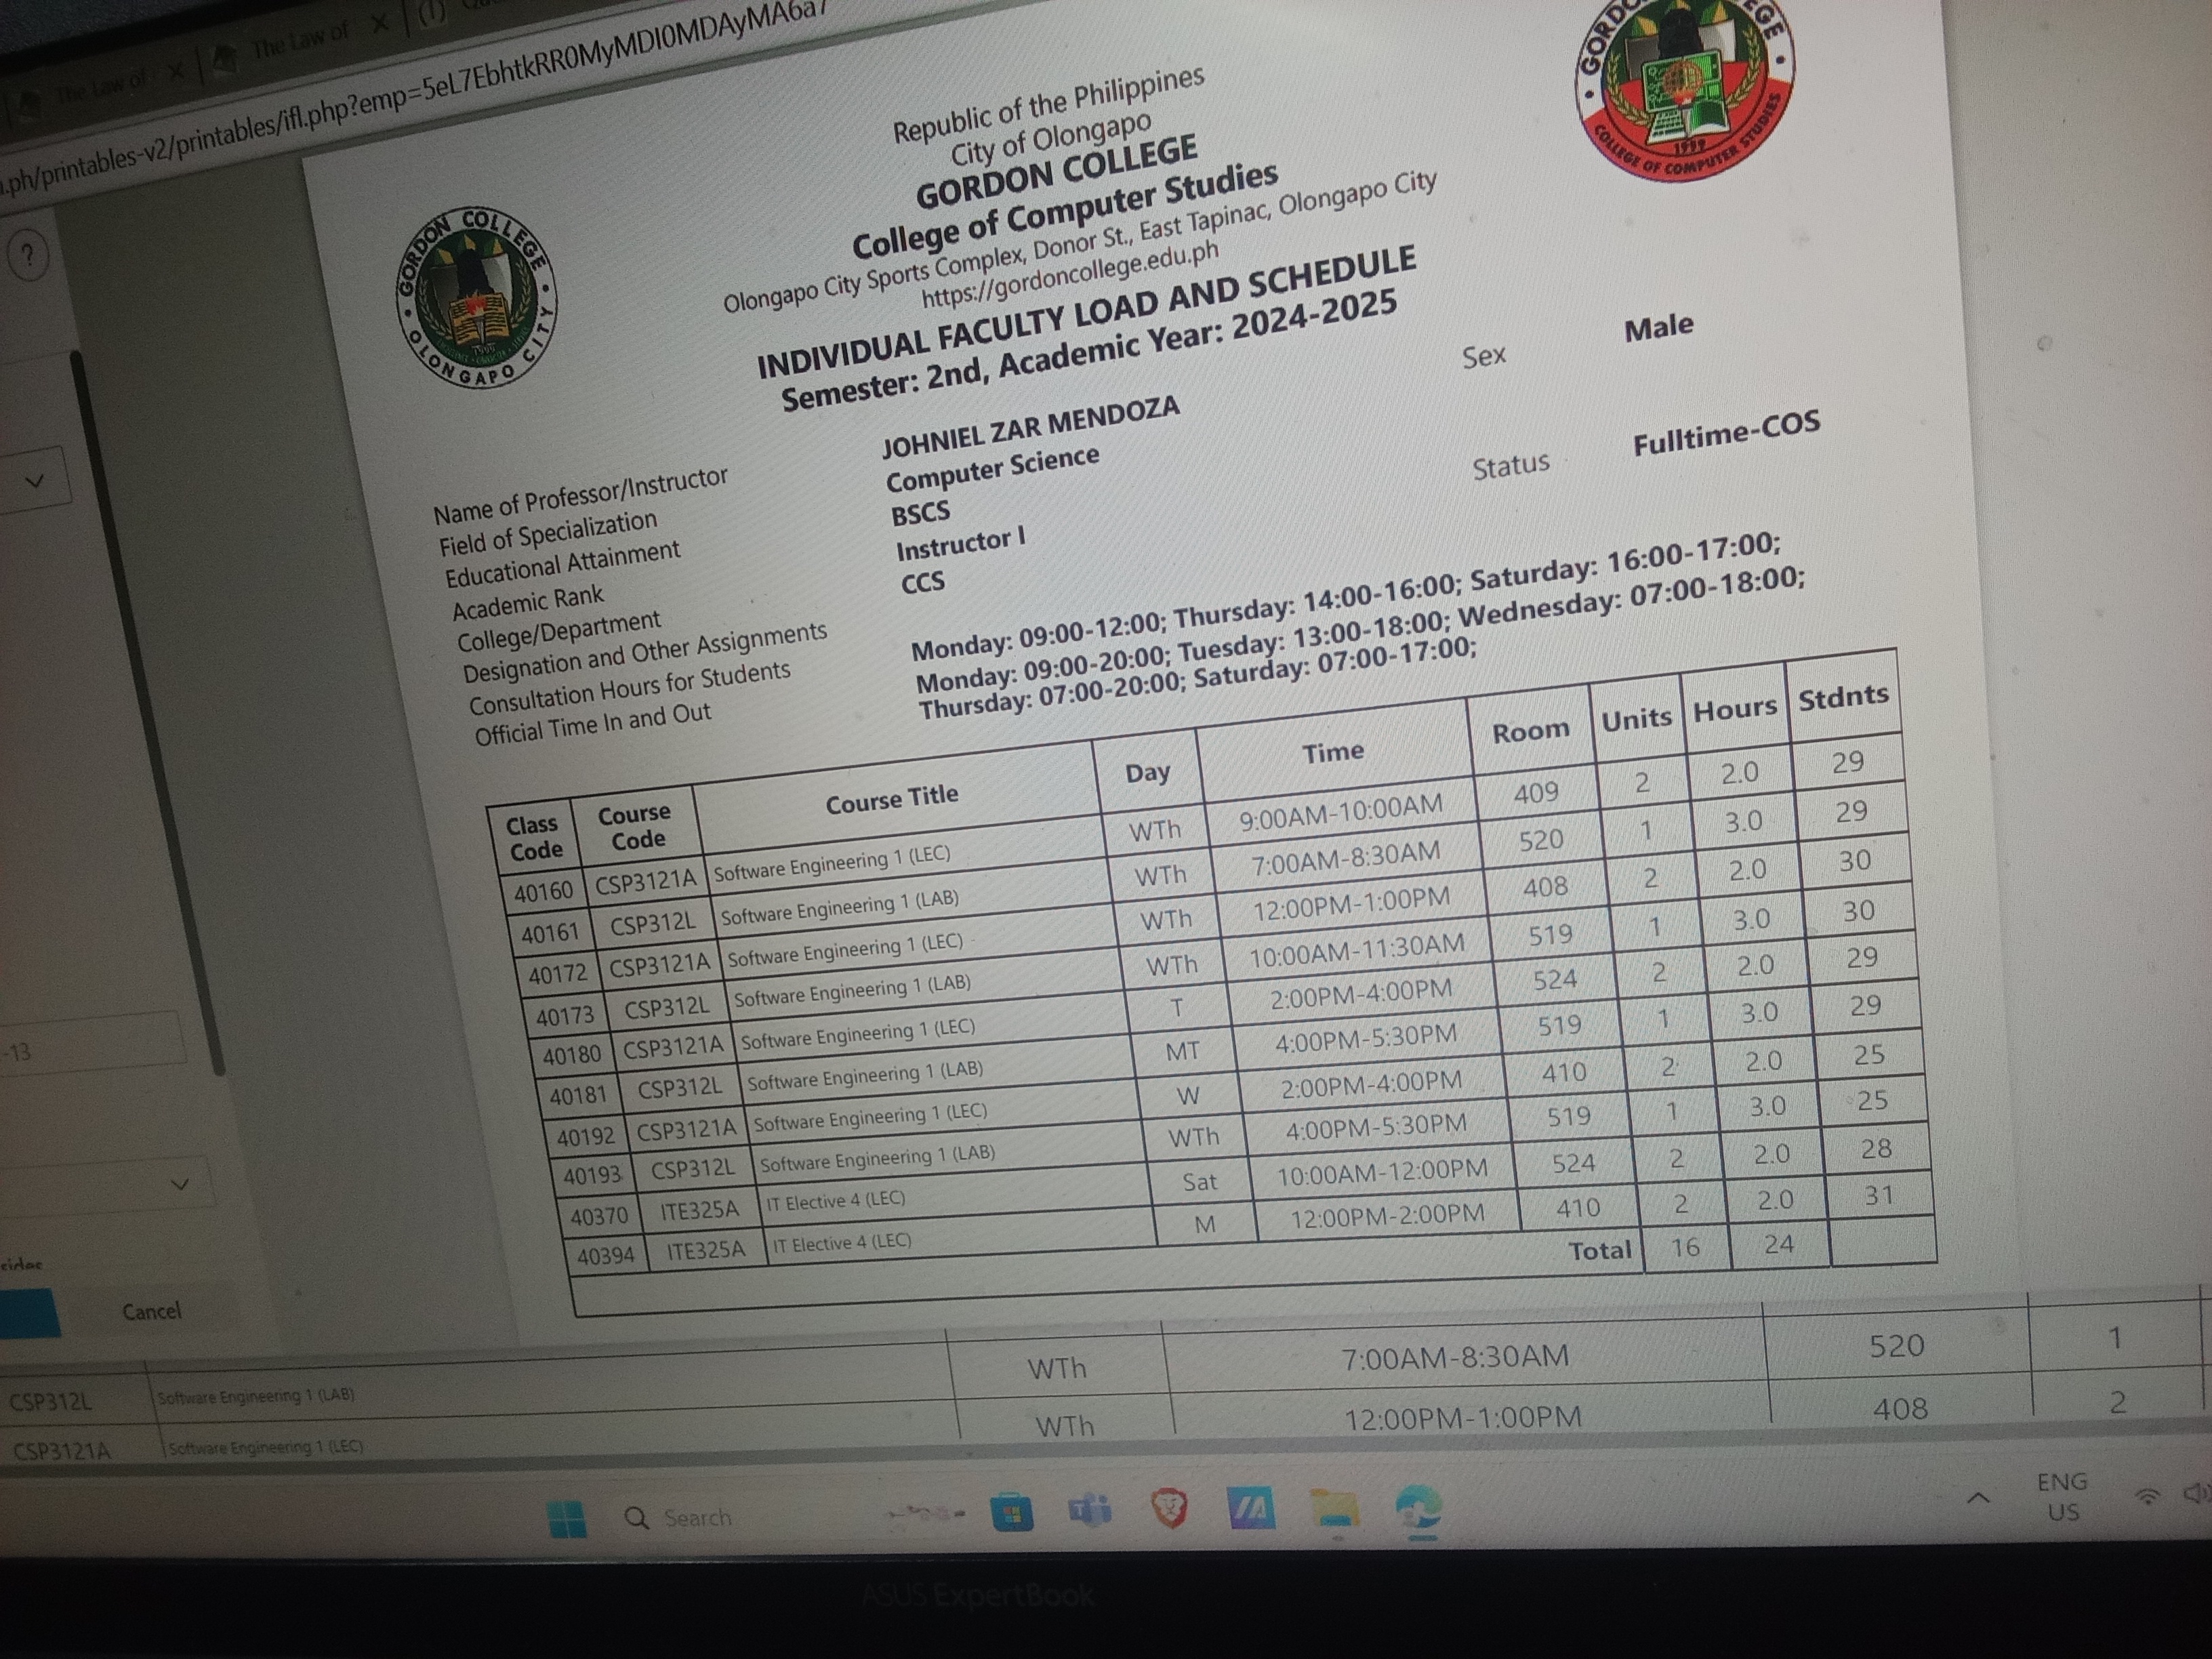 The Law of
The Law of
(1)
.ph/printables-v2/printables/ifl.php?emp=5eL7EbhtkRR0MyMDI0MDAyMA6a7
?
-13
Cancel
GORDON COLLEGE
OLONGAPO CITY
COLLEGE OF COMPUTER STUDIES
1999
Republic of the Philippines
City of Olongapo
GORDON COLLEGE
College of Computer Studies
Olongapo City Sports Complex, Donor St., East Tapinac, Olongapo City
https://gordoncollege.edu.ph
INDIVIDUAL FACULTY LOAD AND SCHEDULE
Semester: 2nd, Academic Year: 2024-2025
Name of Professor/Instructor JOHNIEL ZAR MENDOZA Sex Male
Field of Specialization Computer Science
Educational Attainment BSCS Status Fulltime-COS
Academic Rank Instructor I
College/Department CCS
Designation and Other Assignments
Consultation Hours for Students Monday: 09:00-12:00; Thursday: 14:00-16:00; Saturday: 16:00-17:00;
Official Time In and Out Monday: 09:00-20:00; Tuesday: 13:00-18:00; Wednesday: 07:00-18:00;
Thursday: 07:00-20:00; Saturday: 07:00-17:00;
Class Code Course Code Course Title Day Time Room Units Hours Stdnts
40160 CSP3121A Software Engineering 1 (LEC) WTh 9:00AM-10:00AM 409 2 2.0 29
40161 CSP312L Software Engineering 1 (LAB) WTh 7:00AM-8:30AM 520 1 3.0 29
40172 CSP3121A Software Engineering 1 (LEC) WTh 12:00PM-1:00PM 408 2 2.0 30
40173 CSP312L Software Engineering 1 (LAB) WTh 10:00AM-11:30AM 519 1 3.0 30
40180 CSP3121A Software Engineering 1 (LEC) T 2:00PM-4:00PM 524 2 2.0 29
40181 CSP312L Software Engineering 1 (LAB) MT 4:00PM-5:30PM 519 1 3.0 29
40192 CSP3121A Software Engineering 1 (LEC) W 2:00PM-4:00PM 410 2 2.0 25
40193 CSP312L Software Engineering 1 (LAB) WTh 4:00PM-5:30PM 519 1 3.0 25
40370 ITE325A IT Elective 4 (LEC) Sat 10:00AM-12:00PM 524 2 2.0 28
40394 ITE325A IT Elective 4 (LEC) M 12:00PM-2:00PM 410 2 2.0 31
Total 16 24
CSP312L Software Engineering 1 (LAB) WTh 7:00AM-8:30AM 520 1
CSP3121A Software Engineering 1 (LEC) WTh 12:00PM-1:00PM 408 2
Search
ENG
US
ASUS ExpertBook